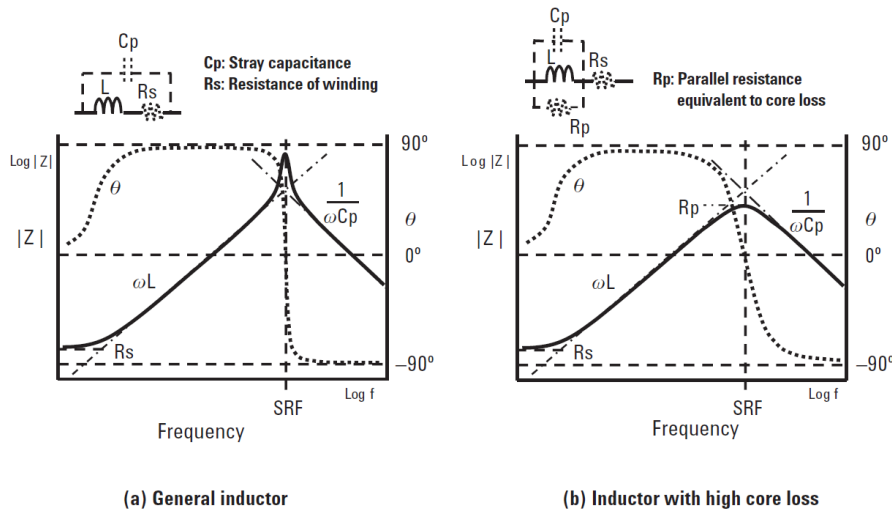 Cp
L
Rs
Cp: Stray capacitance
Rs: Resistance of winding
Log |Z|
90º
θ
1
ωCp
|Z|
θ
0º
ωL
Rs
–90º
SRF
Log f
Frequency
(a) General inductor
Cp
L
Rs
Rp
Rp: Parallel resistance
equivalent to core loss
Log |Z|
90º
θ
Rp
1
ωCp
|Z|
θ
0º
ωL
Rs
–90º
SRF
Log f
Frequency
(b) Inductor with high core loss